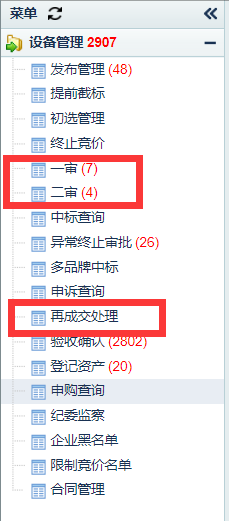 菜单
设备管理 2907
发布管理 (48)
提前截标
初选管理
终止竞价
一审 (7)
二审 (4)
中标查询
异常终止审批 (26)
多品牌中标
申诉查询
再成交处理
验收确认 (2802)
登记资产 (20)
申购查询
纪委监察
企业黑名单
限制竞价名单
合同管理